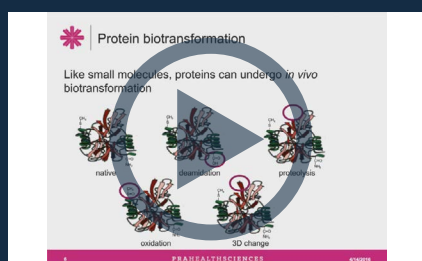 Protein biotransformation
Like small molecules, proteins can undergo in vivo
biotransformation
native
deamidation
proteolysis
oxidation
3D change
PRAHEALTHSCIENCES